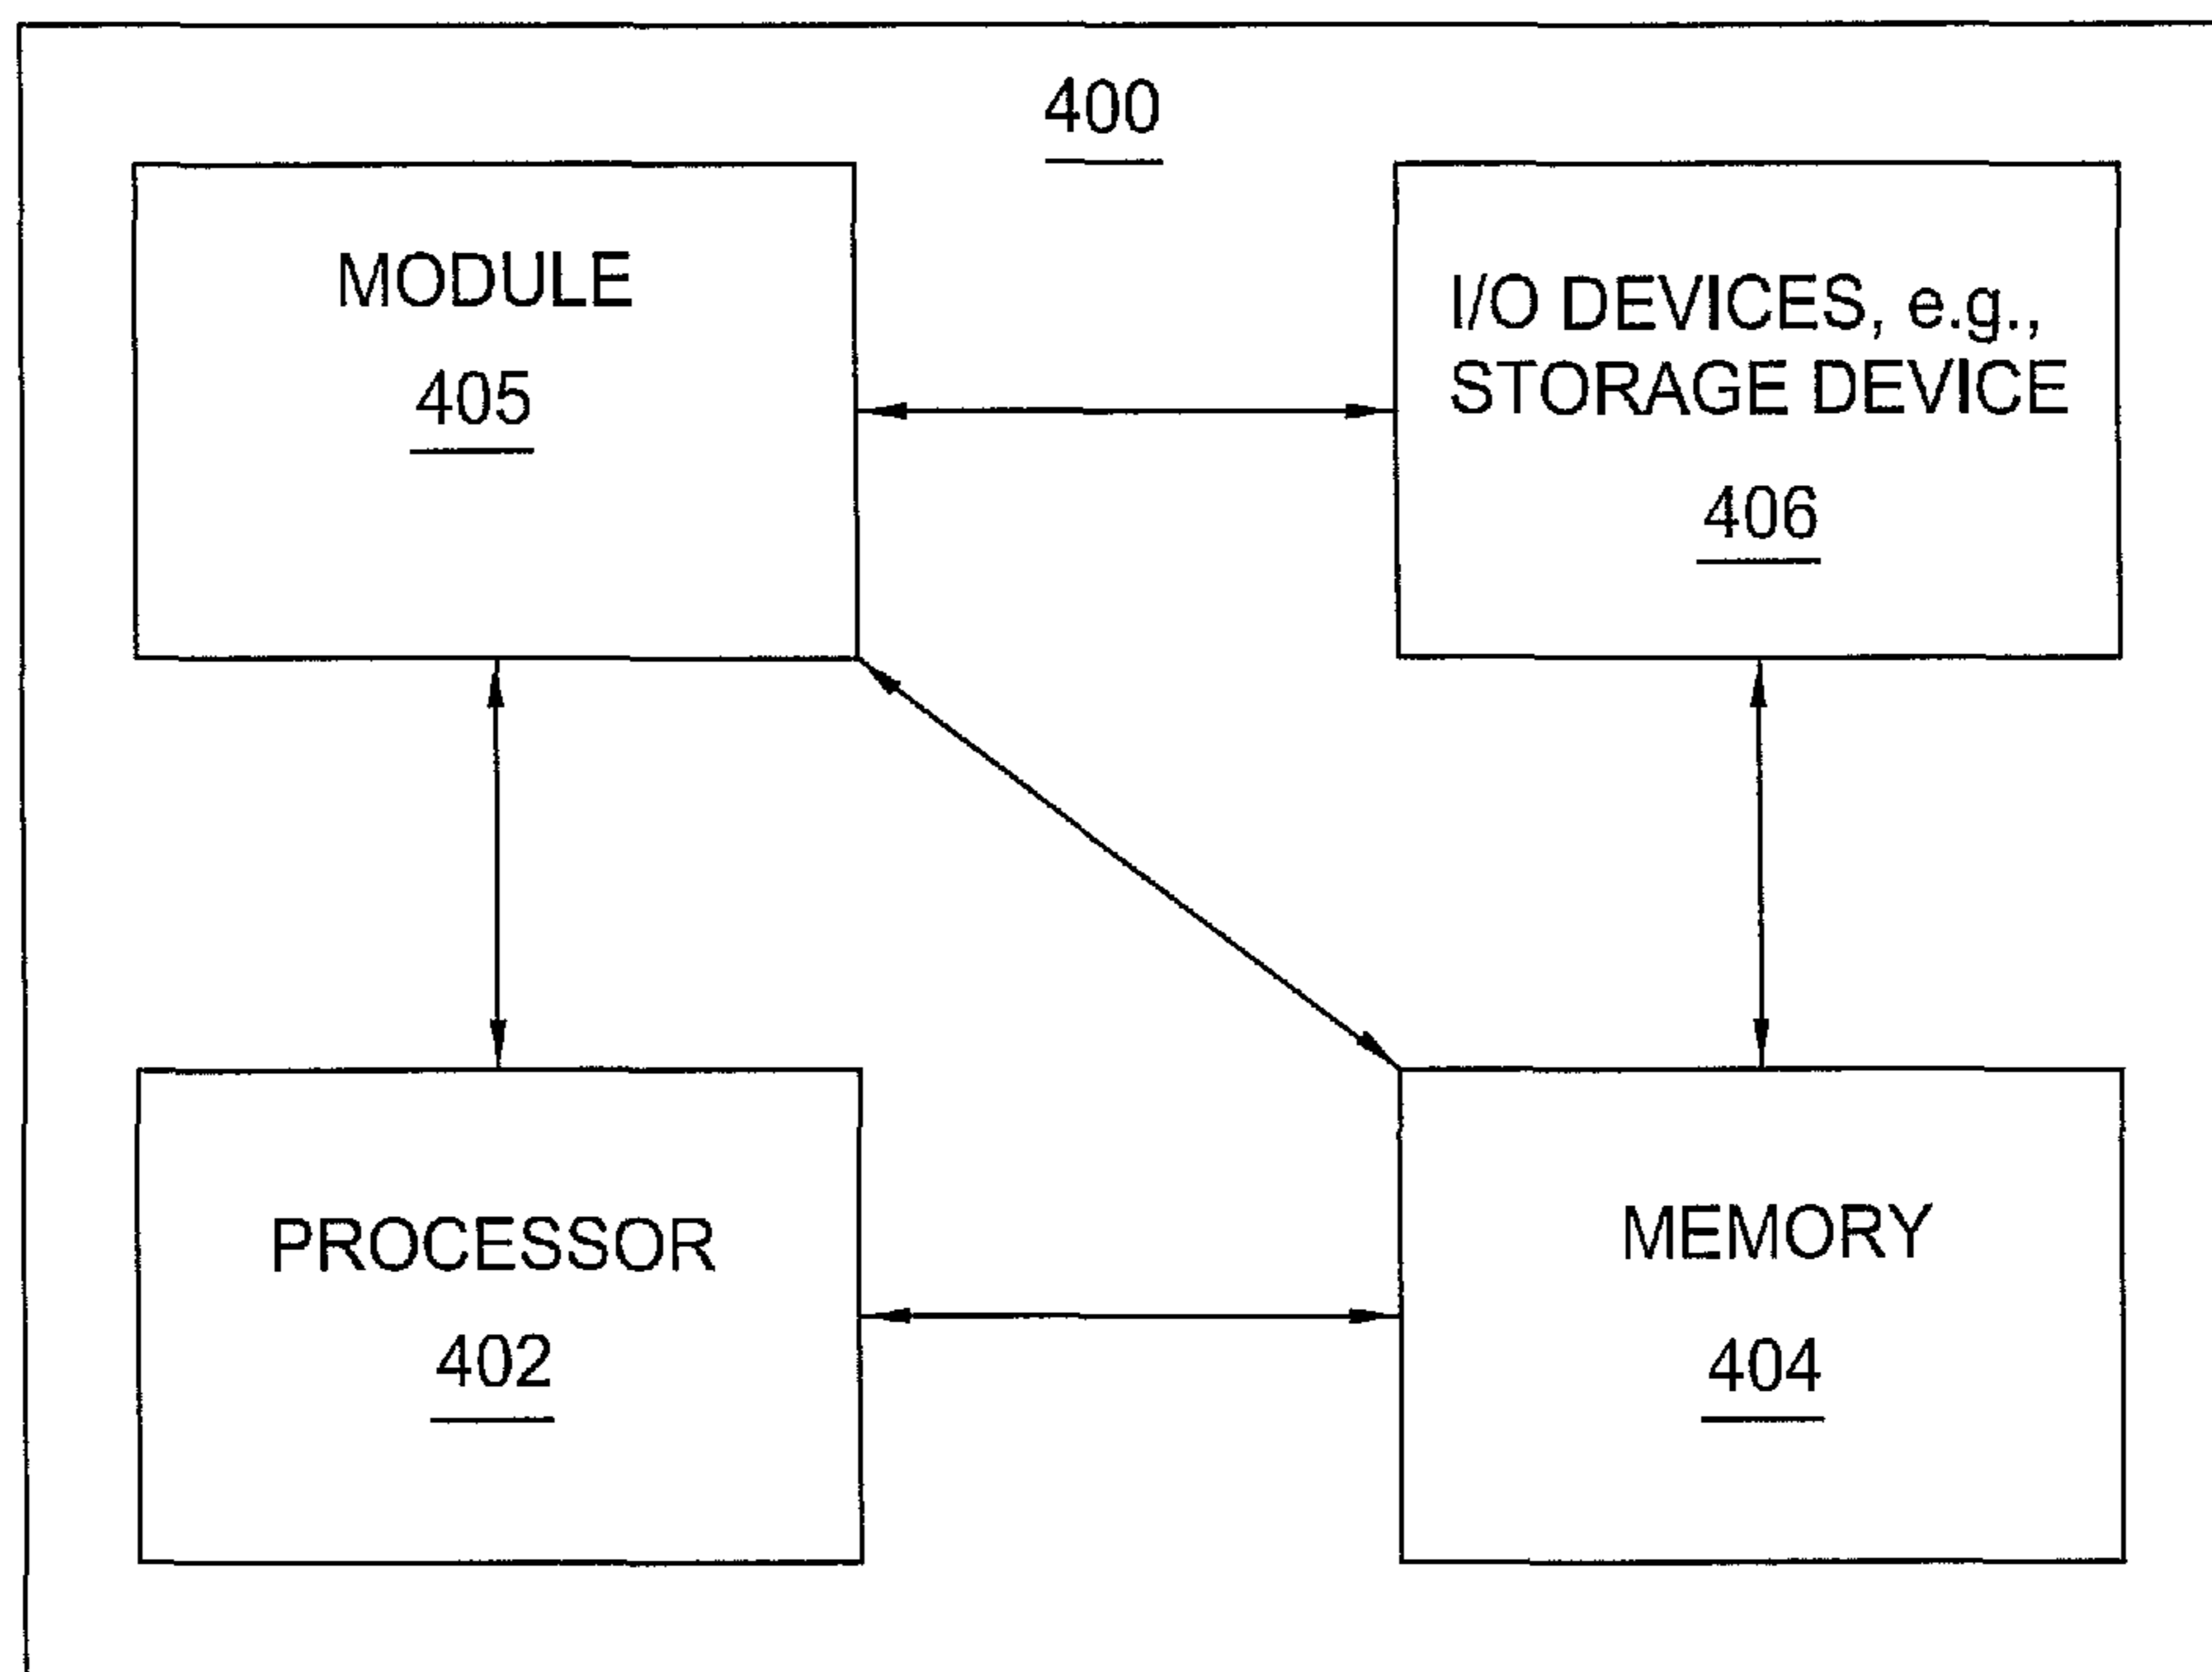 400
MODULE
405
I/O DEVICES, e.g.,
STORAGE DEVICE
406
PROCESSOR
402
MEMORY
404